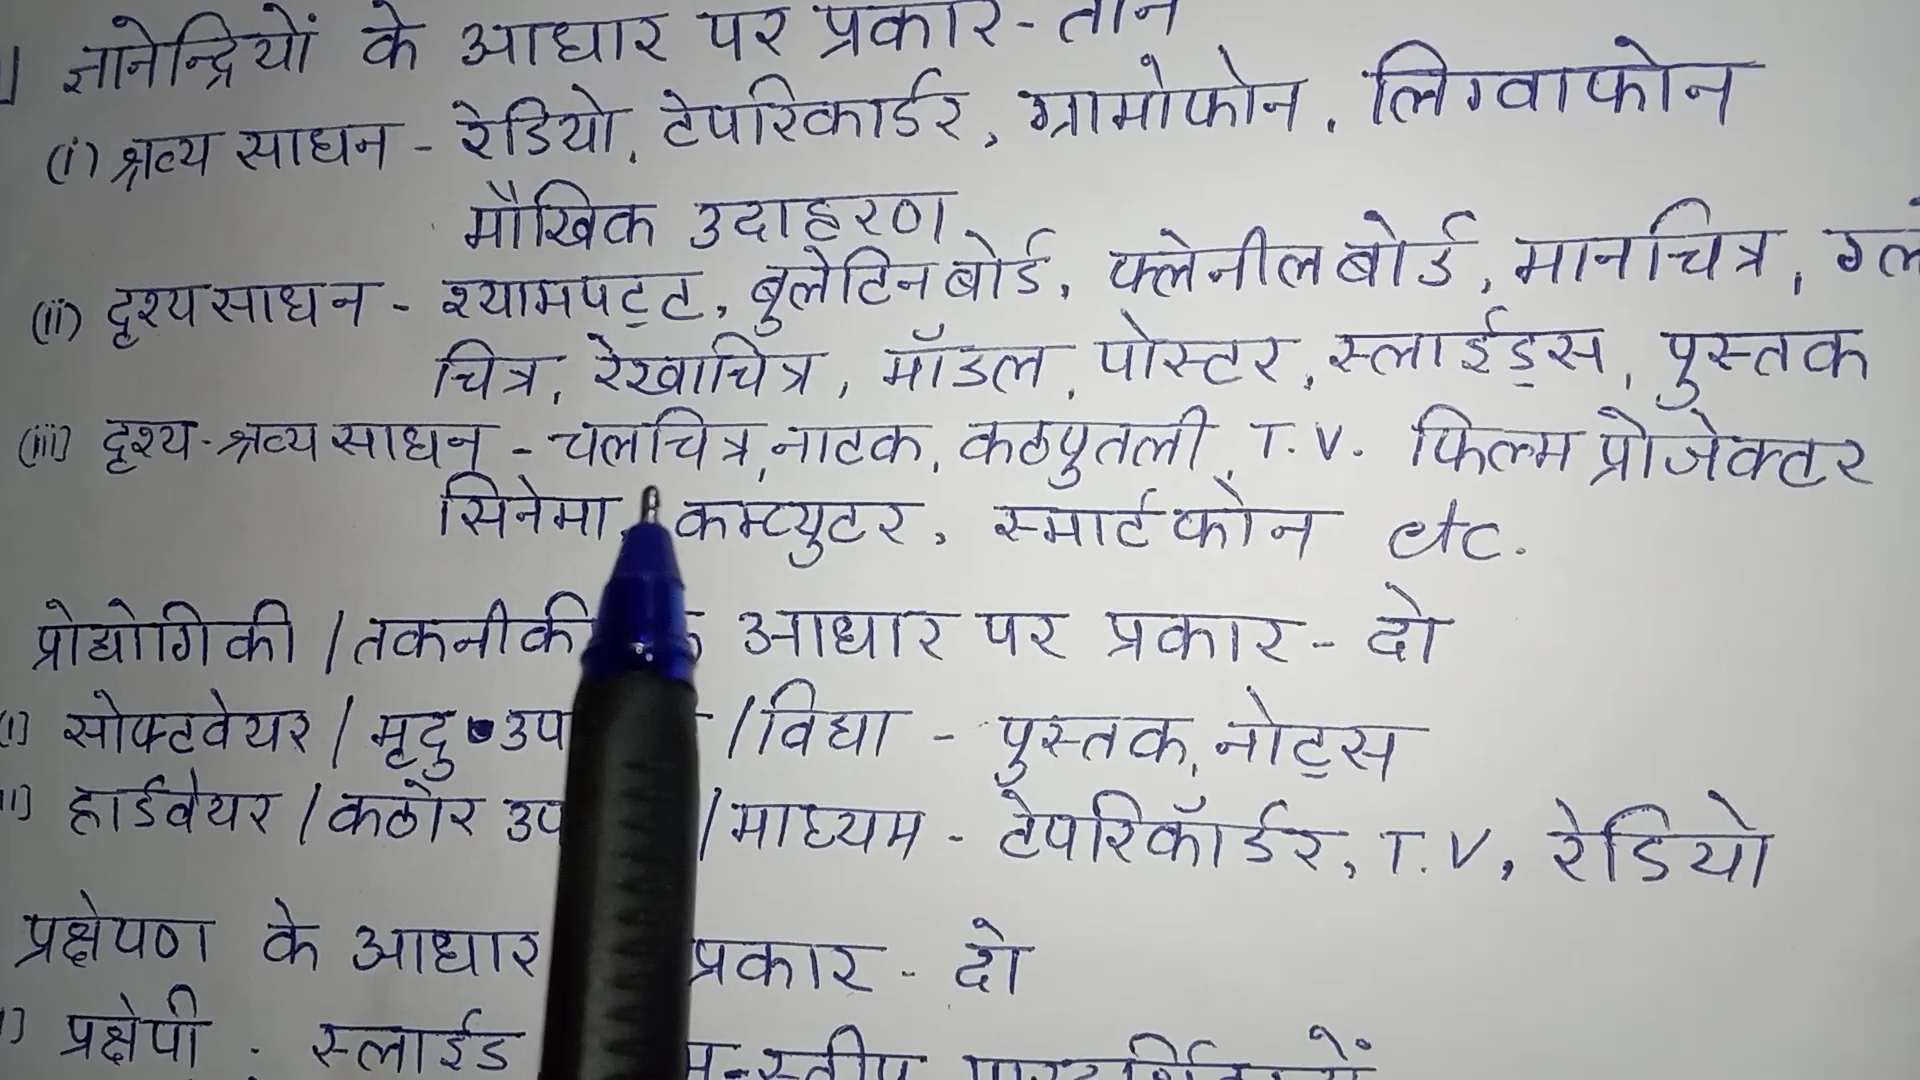 ज्ञानेन्द्रियों के आधार पर प्रकार - तीन
(i) श्रव्य साधन - रेडियो, टेपरिकार्डर, ग्रामोफोन, लिंग्वाफोन
मौखिक उदाहरण
(ii) दृश्य साधन - श्यामपट्ट, बुलेटिन बोर्ड, फ्लेनील बोर्ड, मानचित्र,
चित्र, रेखाचित्र, मॉडल, पोस्टर, स्लाईड्स, पुस्तक
(iii) दृश्य-श्रव्य साधन - चलचित्र, नाटक, कठपुतली, T.V. फिल्म प्रोजेक्टर
सिनेमा, कम्प्युटर, स्मार्टफोन etc.
प्रोद्योगिकी / तकनीकी आधार पर प्रकार - दो
(i) सोफ्टवेयर / मृदु / विधा - पुस्तक, नोट्स
(ii) हार्डवेयर / कठोर / माध्यम - टेपरिकॉर्डर, T.V, रेडियो
प्रक्षेपण के आधार प्रकार - दो
प्रक्षेपी - स्लाईड